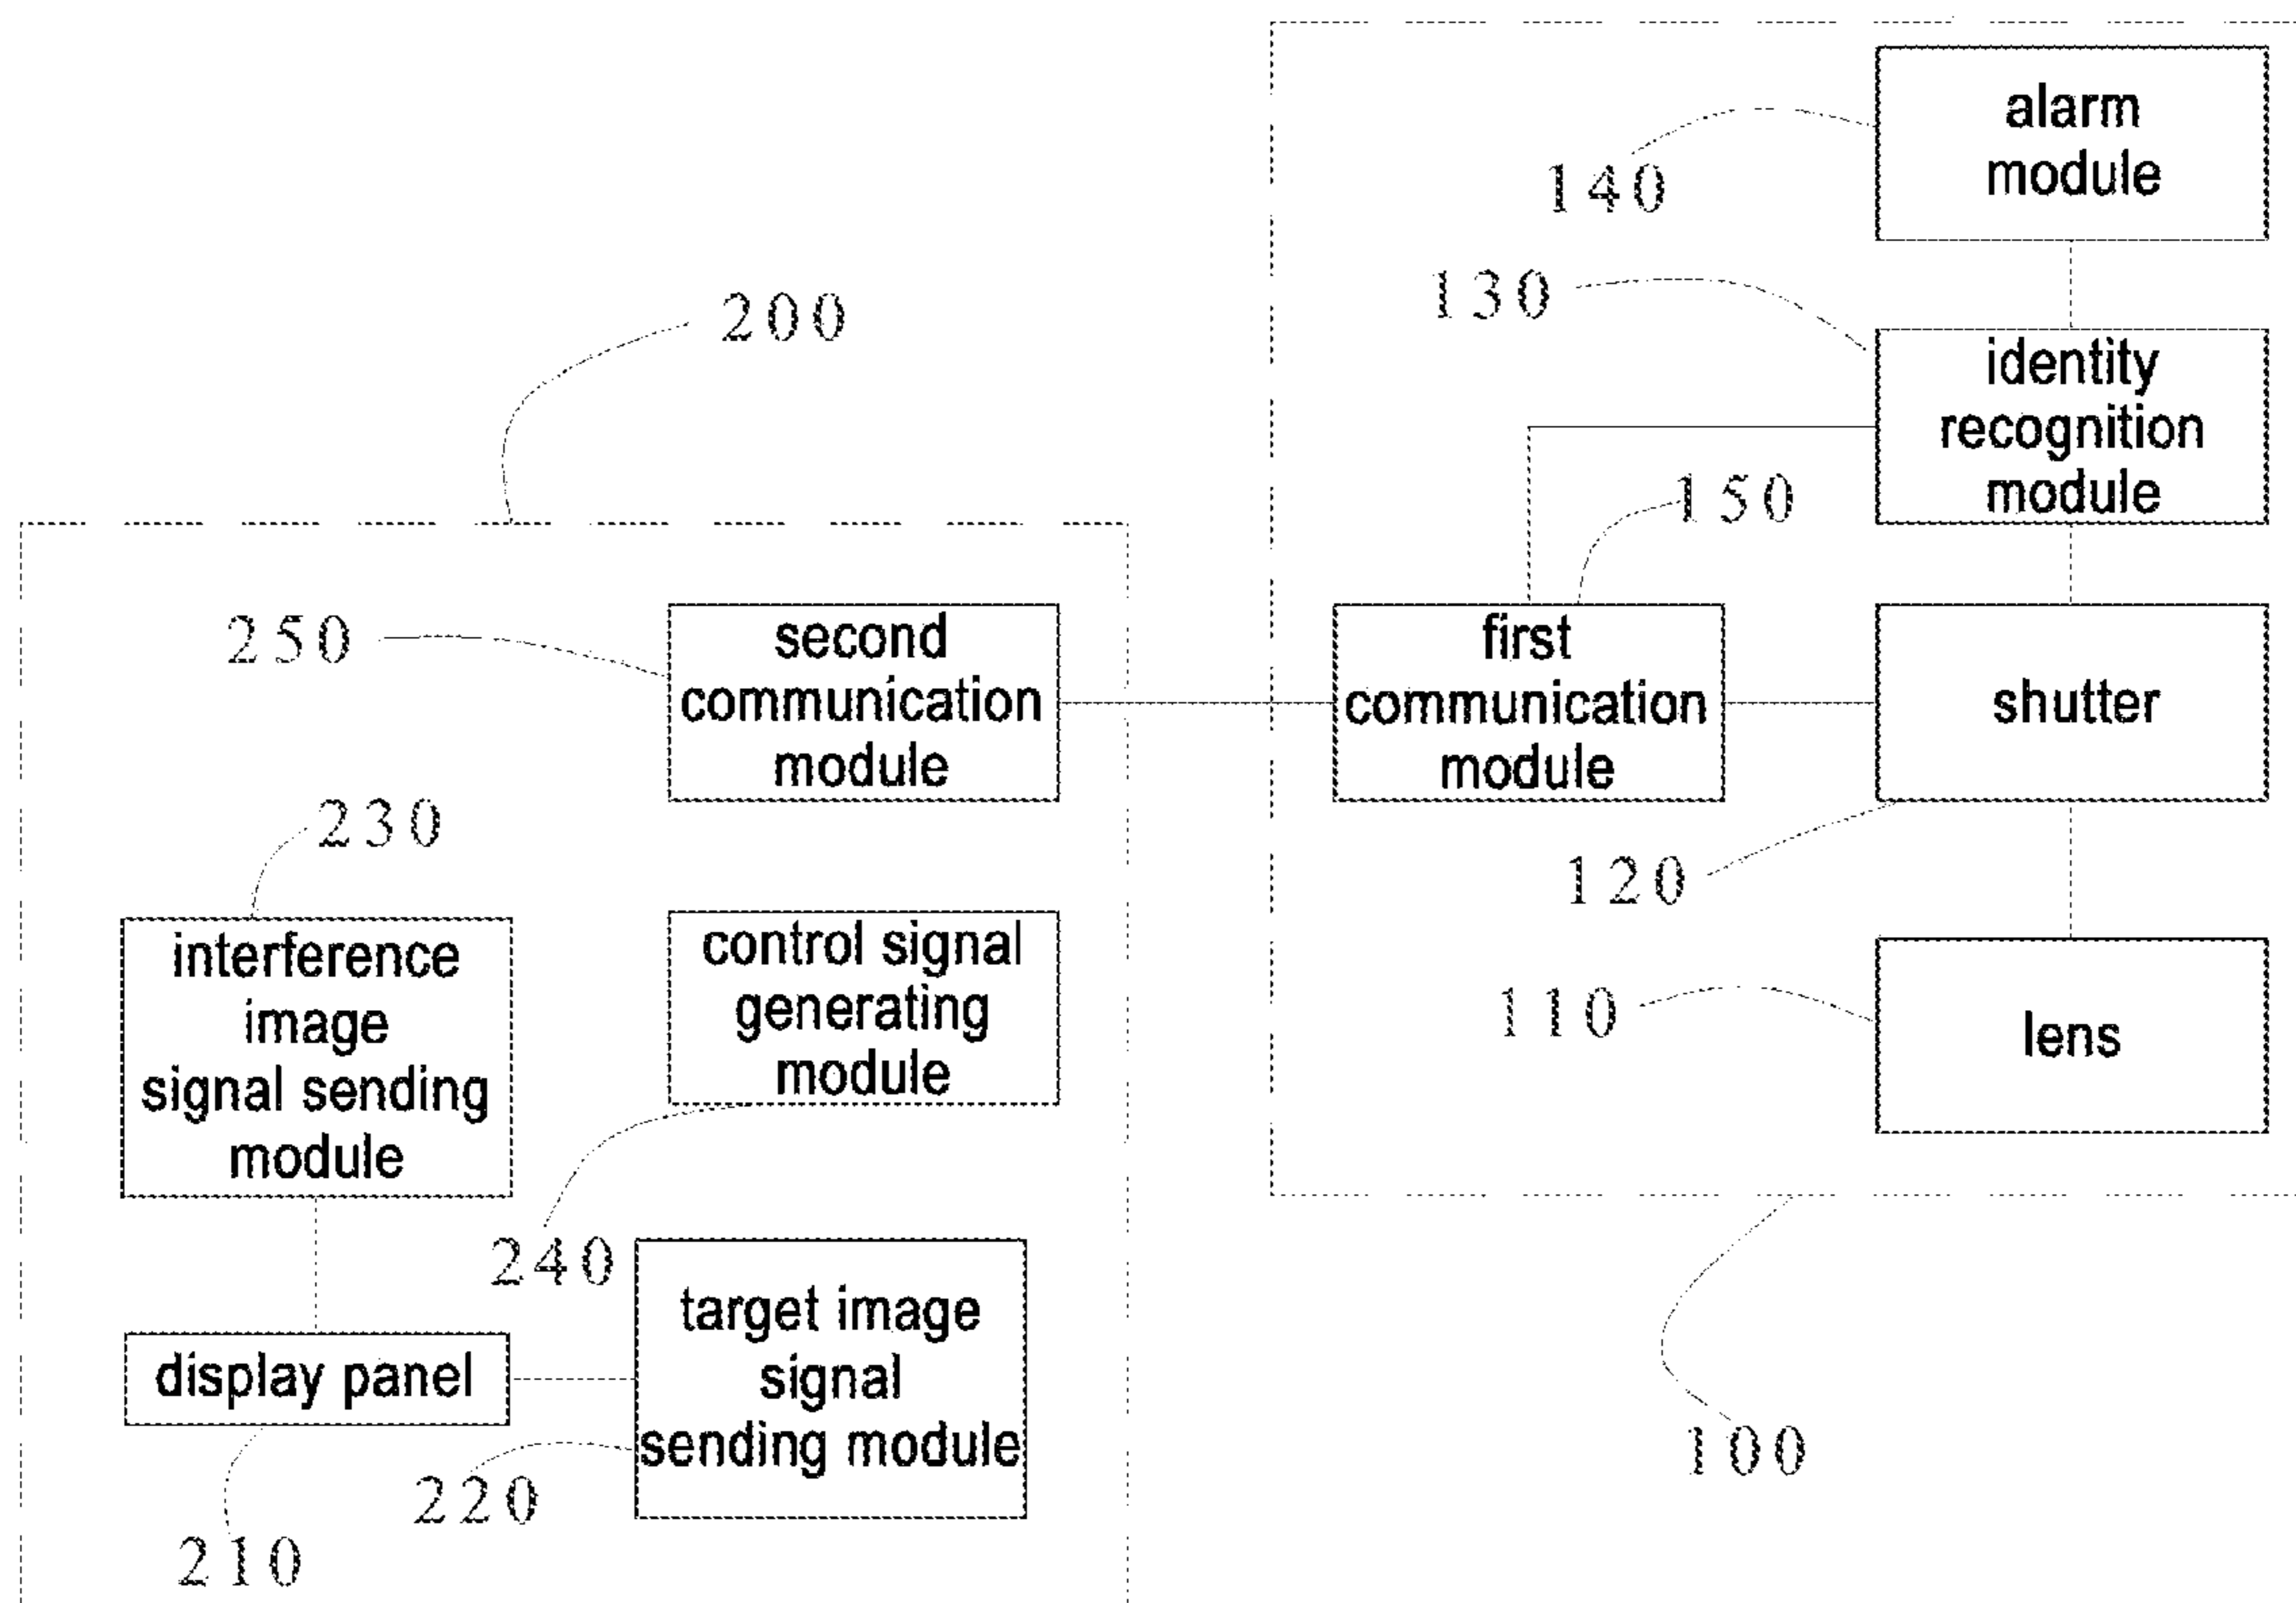 alarm
module
140
130
identity
recognition
module
200
150
250
second
communication
module
first
communication
module
shutter
230
120
interference
image
signal sending
module
control signal
generating
module
110
lens
240
target image
signal
sending module
display panel
220
210
100